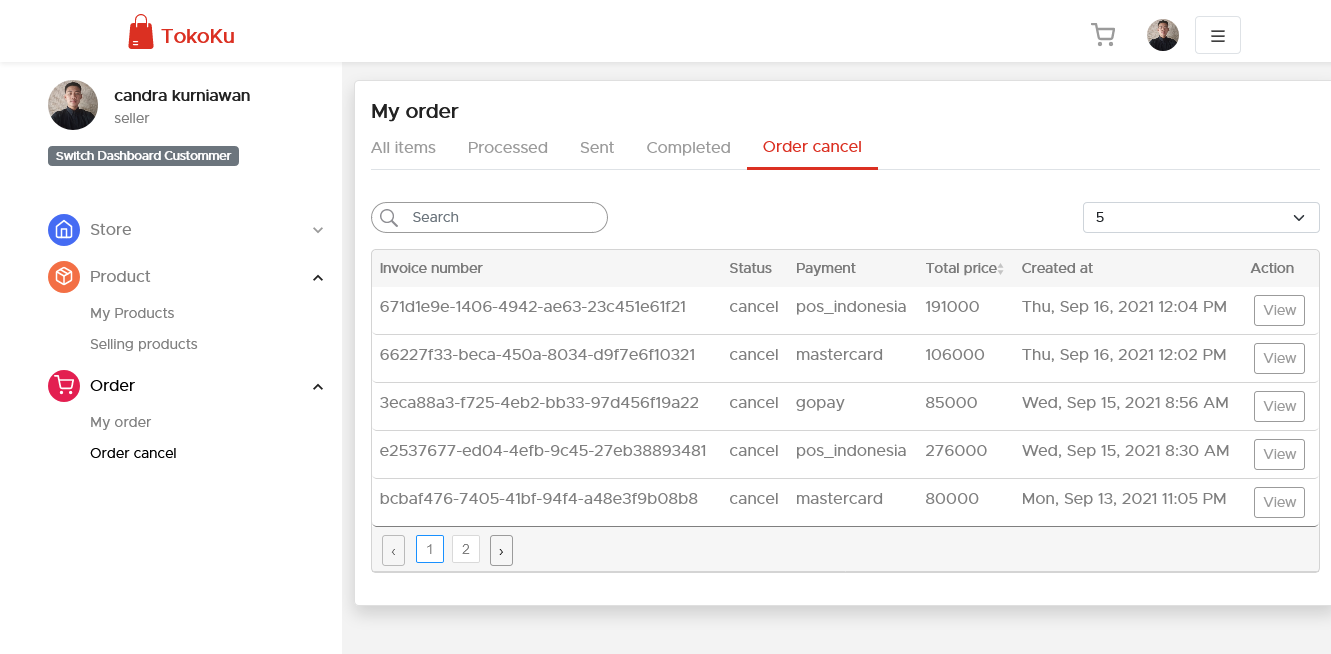 TokoKu
candra kurniawan
seller
Switch Dashboard Custommer
Store
Product
My Products
Selling products
Order
My order
Order cancel
My order
All items Processed Sent Completed Order cancel
Search 5
Invoice number Status Payment Total price Created at Action
671d1e9e-1406-4942-ae63-23c451e61f21 cancel pos_indonesia 191000 Thu, Sep 16, 2021 12:04 PM View
66227f33-beca-450a-8034-d9f7e6f10321 cancel mastercard 106000 Thu, Sep 16, 2021 12:02 PM View
3eca88a3-f725-4eb2-bb33-97d456f19a22 cancel gopay 85000 Wed, Sep 15, 2021 8:56 AM View
e2537677-ed04-4efb-9c45-27eb38893481 cancel pos_indonesia 276000 Wed, Sep 15, 2021 8:30 AM View
bcbaf476-7405-41bf-94f4-a48e3f9b08b8 cancel mastercard 80000 Mon, Sep 13, 2021 11:05 PM View
‹ 1 2 ›